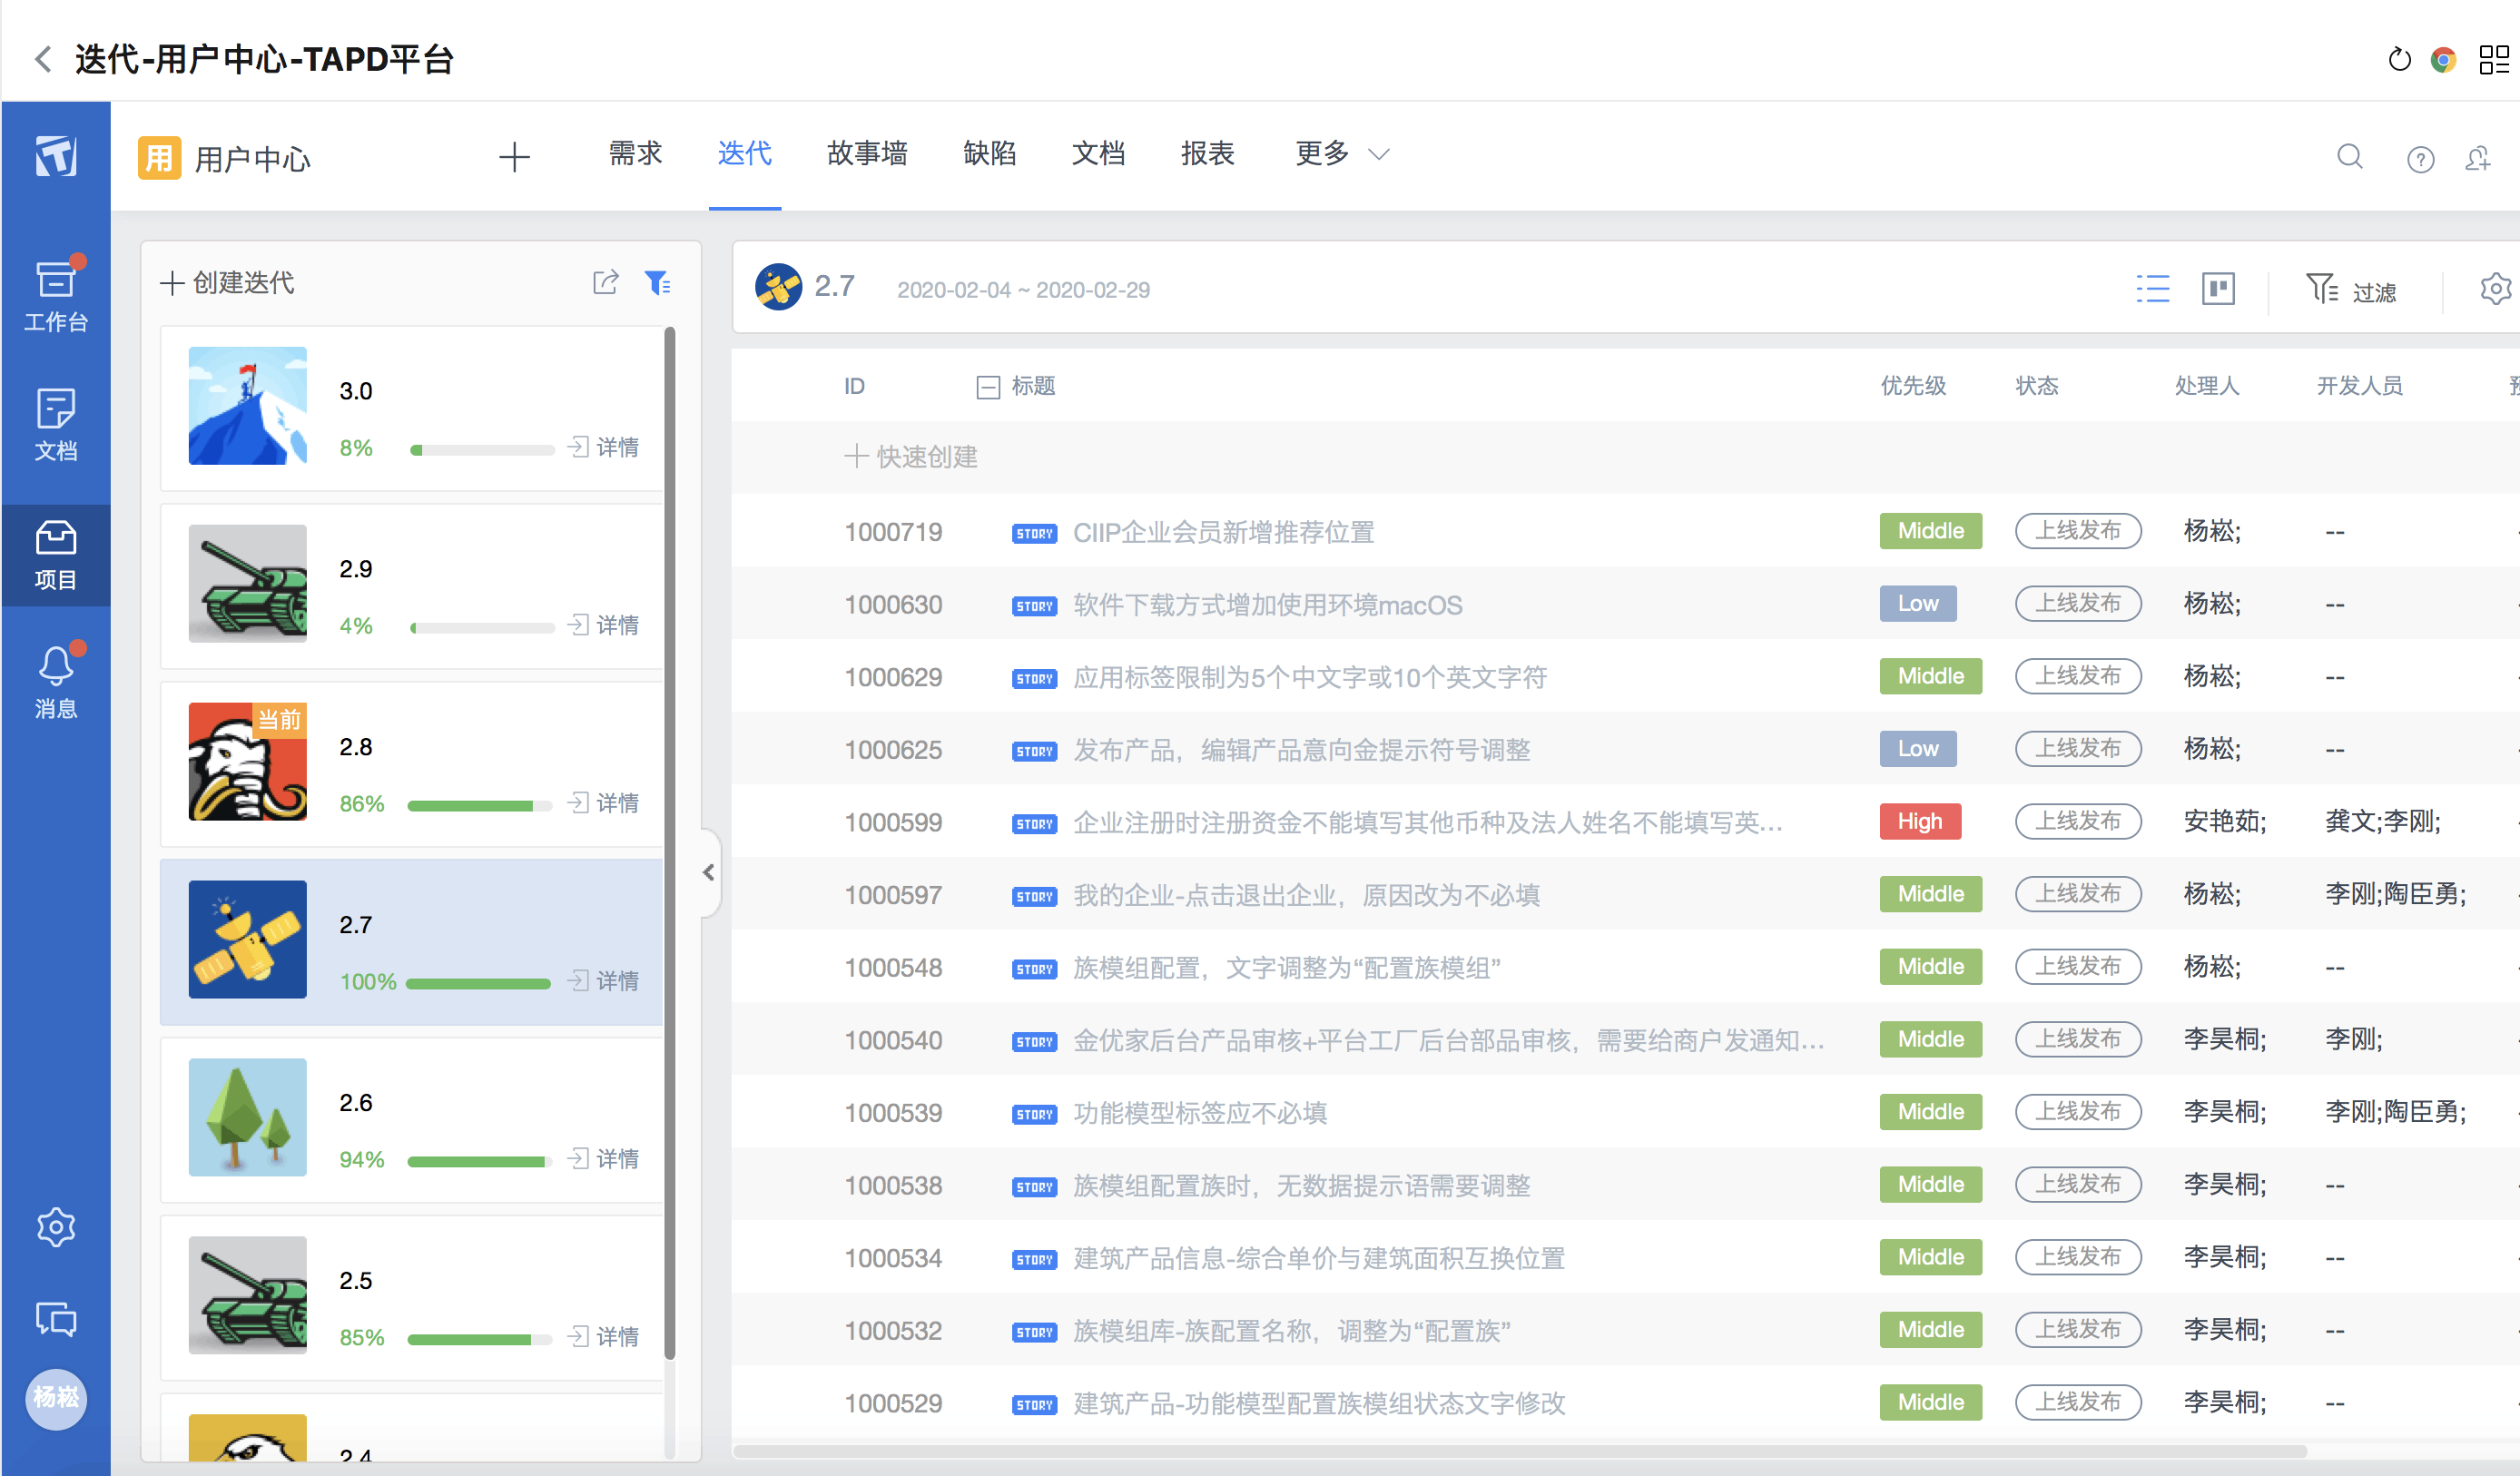 迭代-用户中心-TAPD平台
用 用户中心
需求 迭代 故事墙 缺陷 文档 报表 更多
工作台
文档
项目
消息
杨崧
创建迭代
3.0
8% 详情
2.9
4% 详情
当前
2.8
86% 详情
2.7
100% 详情
2.6
94% 详情
2.5
85% 详情
2.4
2.7 2020-02-04 ~ 2020-02-29 过滤
ID 标题 优先级 状态 处理人 开发人员
快速创建
1000719 STORY CIIP企业会员新增推荐位置 Middle 上线发布 杨崧; --
1000630 STORY 软件下载方式增加使用环境macOS Low 上线发布 杨崧; --
1000629 STORY 应用标签限制为5个中文字或10个英文字符 Middle 上线发布 杨崧; --
1000625 STORY 发布产品，编辑产品意向金提示符号调整 Low 上线发布 杨崧; --
1000599 STORY 企业注册时注册资金不能填写其他币种及法人姓名不能填写英... High 上线发布 安艳茹; 龚文;李刚;
1000597 STORY 我的企业-点击退出企业，原因改为不必填 Middle 上线发布 杨崧; 李刚;陶臣勇;
1000548 STORY 族模组配置，文字调整为“配置族模组” Middle 上线发布 杨崧; --
1000540 STORY 金优家后台产品审核+平台工厂后台部品审核，需要给商户发通知... Middle 上线发布 李昊桐; 李刚;
1000539 STORY 功能模型标签应不必填 Middle 上线发布 李昊桐; 李刚;陶臣勇;
1000538 STORY 族模组配置族时，无数据提示语需要调整 Middle 上线发布 李昊桐; --
1000534 STORY 建筑产品信息-综合单价与建筑面积互换位置 Middle 上线发布 李昊桐; --
1000532 STORY 族模组库-族配置名称，调整为“配置族” Middle 上线发布 李昊桐; --
1000529 STORY 建筑产品-功能模型配置族模组状态文字修改 Middle 上线发布 李昊桐; --